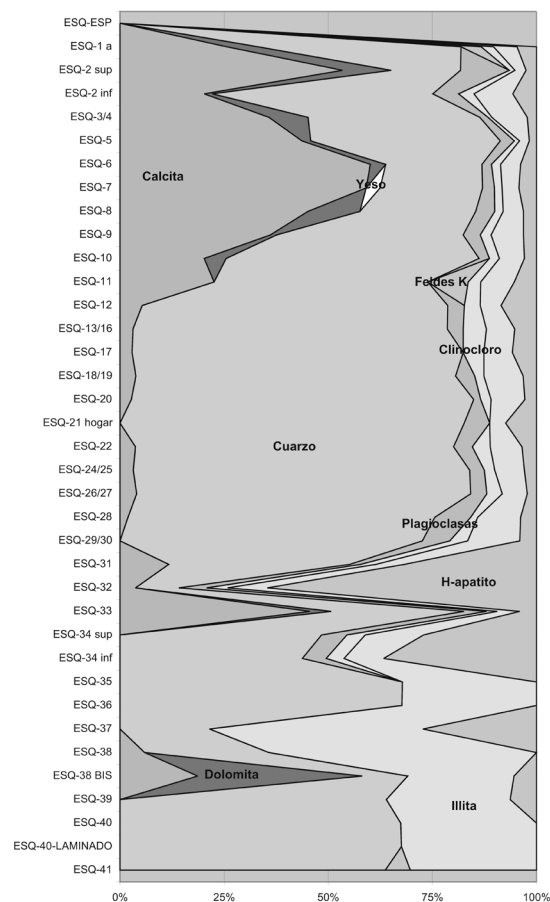 ESQ-ESP
ESQ-1 a
ESQ-2 sup
ESQ-2 inf
ESQ-3/4
ESQ-5
ESQ-6
ESQ-7
ESQ-8
ESQ-9
ESQ-10
ESQ-11
ESQ-12
ESQ-13/16
ESQ-17
ESQ-18/19
ESQ-20
ESQ-21 hogar
ESQ-22
ESQ-24/25
ESQ-26/27
ESQ-28
ESQ-29/30
ESQ-31
ESQ-32
ESQ-33
ESQ-34 sup
ESQ-34 inf
ESQ-35
ESQ-36
ESQ-37
ESQ-38
ESQ-38 BIS
ESQ-39
ESQ-40
ESQ-40-LAMINADO
ESQ-41
Calcita
Yeso
Feldes K
Clinocloro
Cuarzo
Plagioclasas
H-apatito
Dolomita
Illita
0%
25%
50%
75%
100%